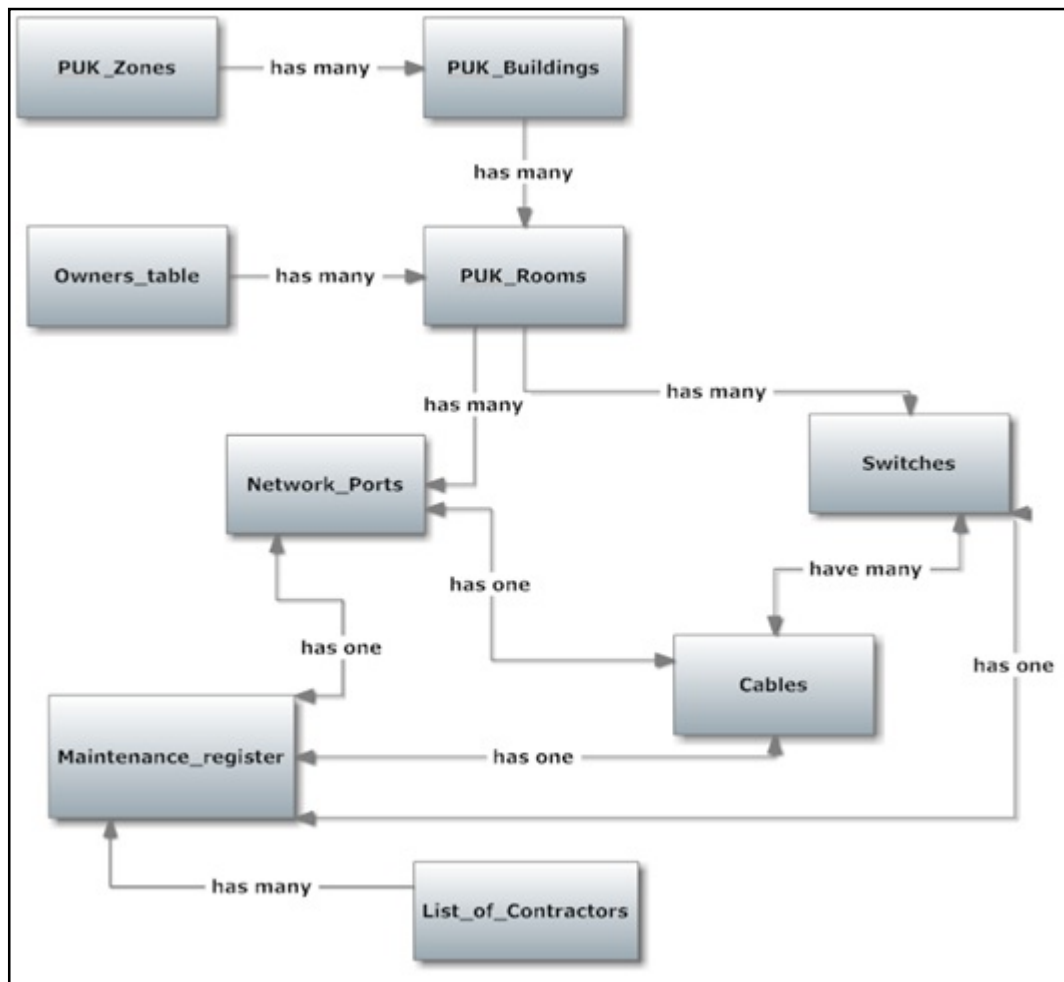 PUK_Zones
has many
PUK_Buildings
has many
Owners_table
has many
PUK_Rooms
has many
has many
Network_Ports
Switches
has one
have many
has one
has one
Cables
Maintenance_register
has one
has many
List_of_Contractors